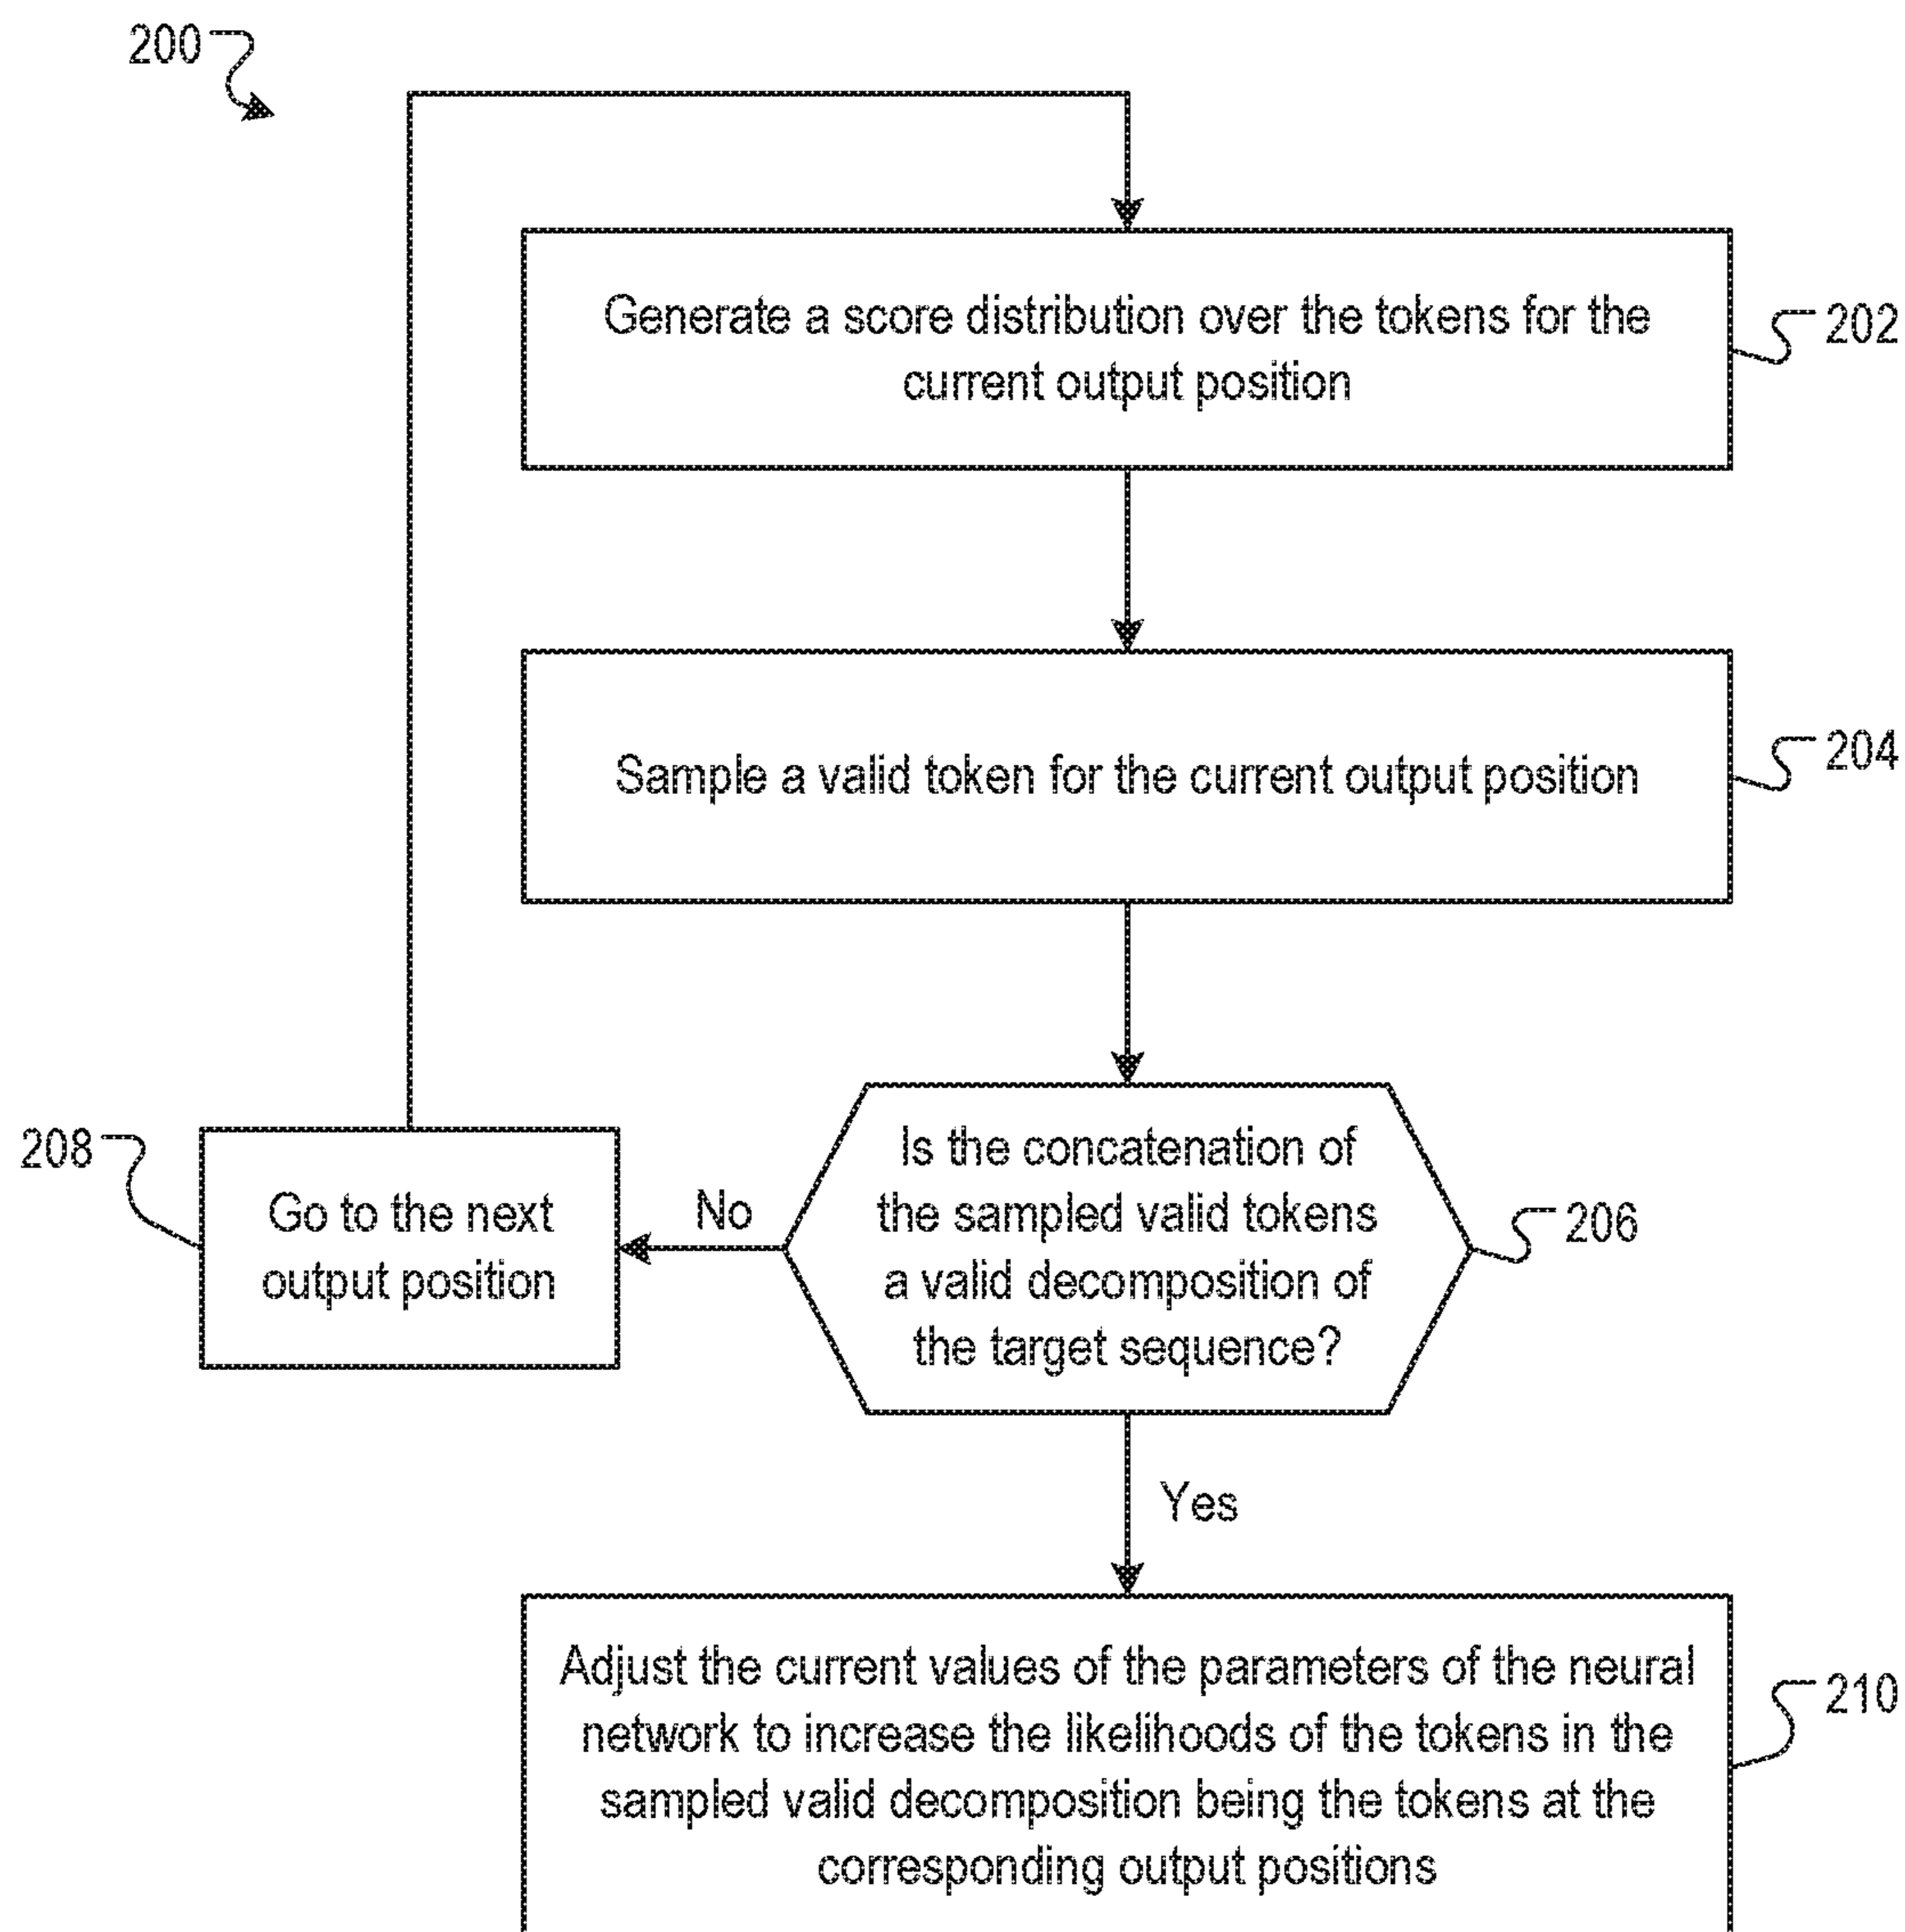 200
Generate a score distribution over the tokens for the
current output position
202
Sample a valid token for the current output position
204
Is the concatenation of
the sampled valid tokens
a valid decomposition of
the target sequence?
206
No
208
Go to the next
output position
Yes
Adjust the current values of the parameters of the neural
network to increase the likelihoods of the tokens in the
sampled valid decomposition being the tokens at the
corresponding output positions
210